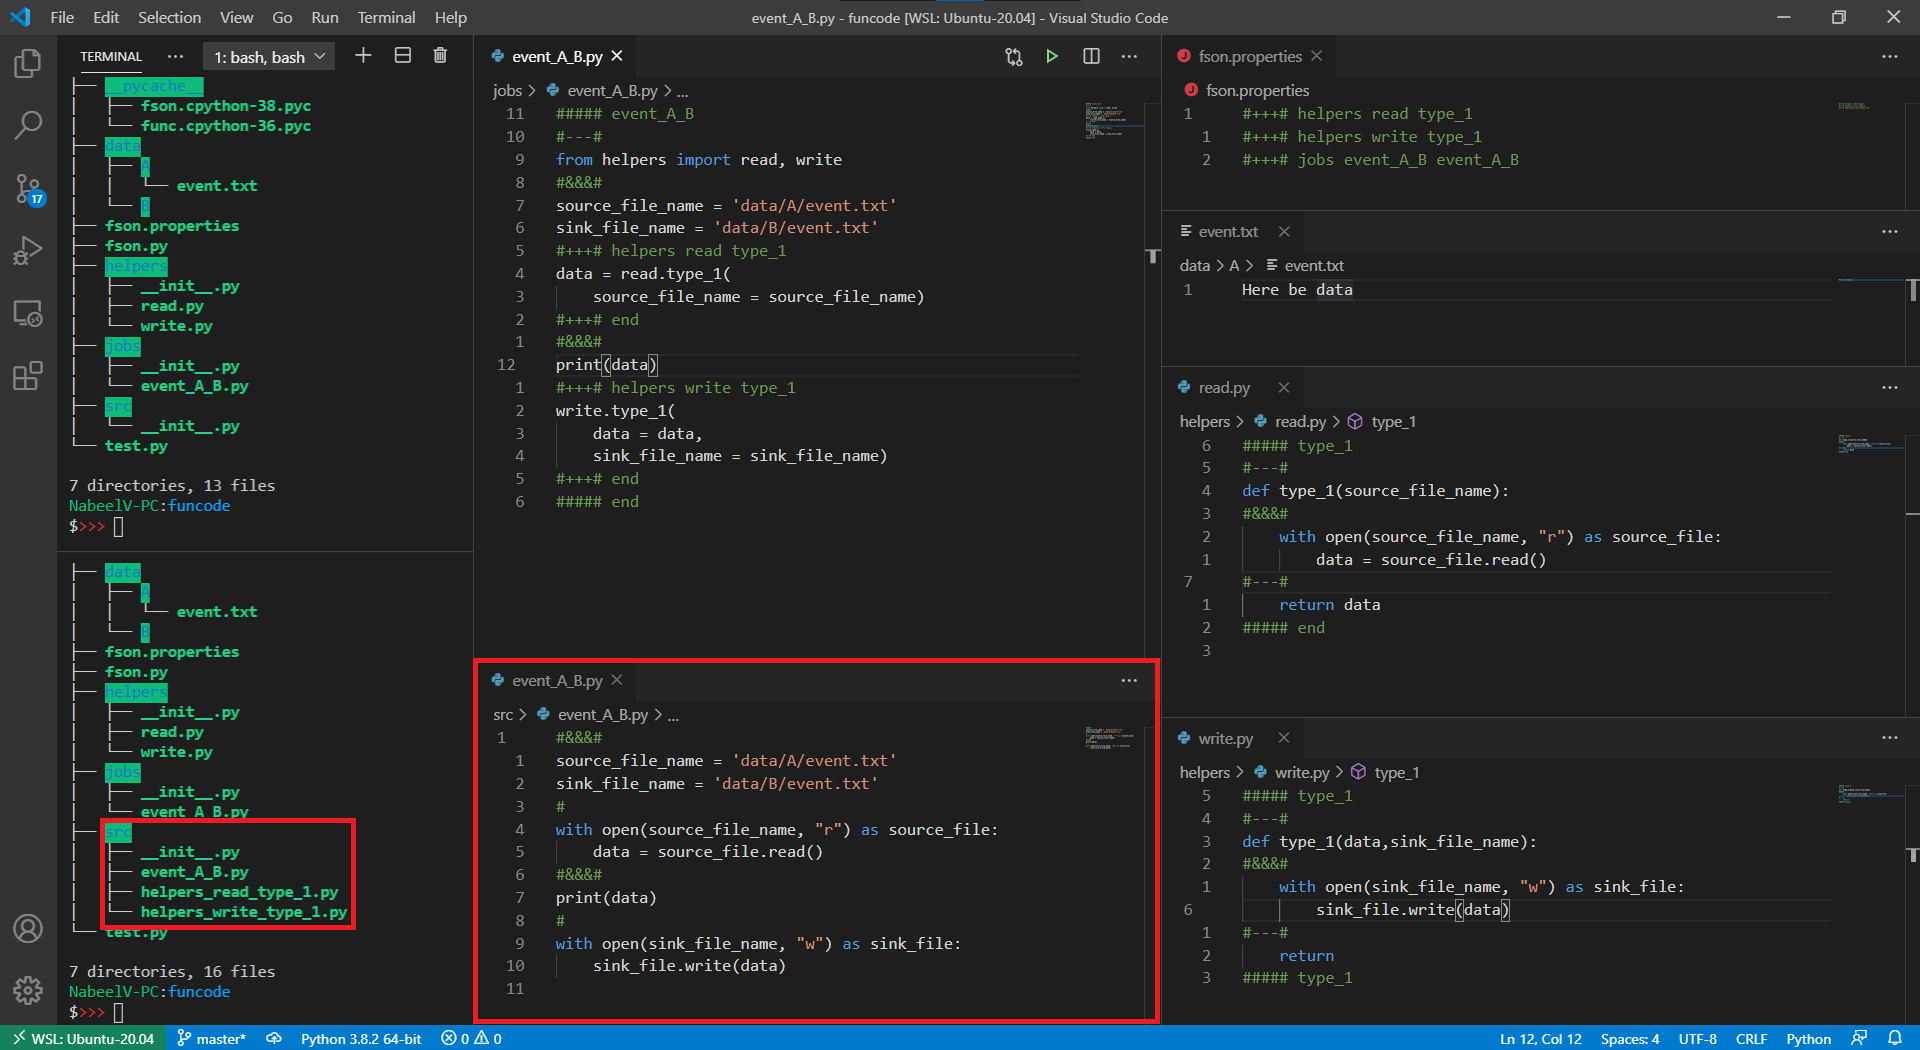 File Edit Selection View Go Run Terminal Help
event_A_B.py - funcode [WSL: Ubuntu-20.04] - Visual Studio Code
17
TERMINAL ··· 1: bash, bash
├── __pycache__
│   ├── fson.cpython-38.pyc
│   └── func.cpython-36.pyc
├── data
│   ├── A
│   │   └── event.txt
│   └── B
├── fson.properties
├── fson.py
├── helpers
│   ├── __init__.py
│   ├── read.py
│   └── write.py
├── jobs
│   ├── __init__.py
│   └── event_A_B.py
├── src
│   └── __init__.py
└── test.py
7 directories, 13 files
NabeelV-PC:funcode
$>>>
├── data
│   ├── A
│   │   └── event.txt
│   └── B
├── fson.properties
├── fson.py
├── helpers
│   ├── __init__.py
│   ├── read.py
│   └── write.py
├── jobs
│   ├── __init__.py
│   └── event_A_B.py
├── src
│   ├── __init__.py
│   ├── event_A_B.py
│   ├── helpers_read_type_1.py
│   └── helpers_write_type_1.py
└── test.py
7 directories, 16 files
NabeelV-PC:funcode
$>>>
event_A_B.py
jobs > event_A_B.py > ...
11 ##### event_A_B
10 #---#
9 from helpers import read, write
8 #&&&#
7 source_file_name = 'data/A/event.txt'
6 sink_file_name = 'data/B/event.txt'
5 #+++# helpers read type_1
4 data = read.type_1(
3     source_file_name = source_file_name)
2 #+++# end
1 #&&&#
12 print(data)
1 #+++# helpers write type_1
2 write.type_1(
3     data = data,
4     sink_file_name = sink_file_name)
5 #+++# end
6 ##### end
event_A_B.py
src > event_A_B.py > ...
1 #&&&#
1 source_file_name = 'data/A/event.txt'
2 sink_file_name = 'data/B/event.txt'
3 #
4 with open(source_file_name, "r") as source_file:
5     data = source_file.read()
6 #&&&#
7 print(data)
8 #
9 with open(sink_file_name, "w") as sink_file:
10     sink_file.write(data)
11
fson.properties
fson.properties
1 #+++# helpers read type_1
1 #+++# helpers write type_1
2 #+++# jobs event_A_B event_A_B
event.txt
data > A > event.txt
1 Here be data
read.py
helpers > read.py > type_1
6 ##### type_1
5 #---#
4 def type_1(source_file_name):
3 #&&&#
2     with open(source_file_name, "r") as source_file:
1         data = source_file.read()
7 #---#
1     return data
2 ##### end
3
write.py
helpers > write.py > type_1
5 ##### type_1
4 #---#
3 def type_1(data,sink_file_name):
2 #&&&#
1     with open(sink_file_name, "w") as sink_file:
6         sink_file.write(data)
1 #---#
2     return
3 ##### type_1
WSL: Ubuntu-20.04 master* Python 3.8.2 64-bit 0 0
Ln 12, Col 12 Spaces: 4 UTF-8 CRLF Python